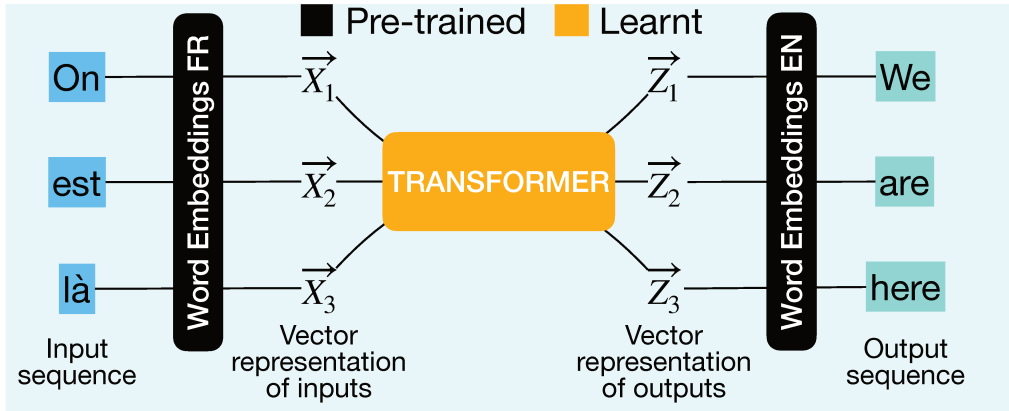 Pre-trained Learnt
On
est
là
Word Embeddings FR
X₁
X₂
X₃
TRANSFORMER
Z₁
Z₂
Z₃
Word Embeddings EN
We
are
here
Input
sequence
Vector
representation
of inputs
Vector
representation
of outputs
Output
sequence